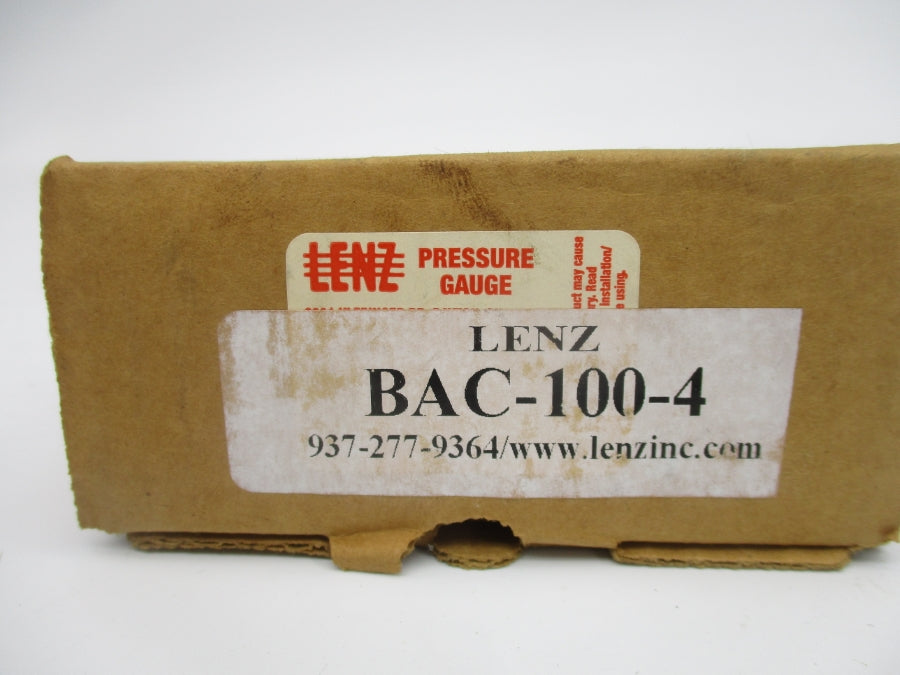 LENZ PRESSURE
GAUGE
uct may cause
ry. Read
installation/
e using.
LENZ
BAC-100-4
937-277-9364/www.lenzinc.com